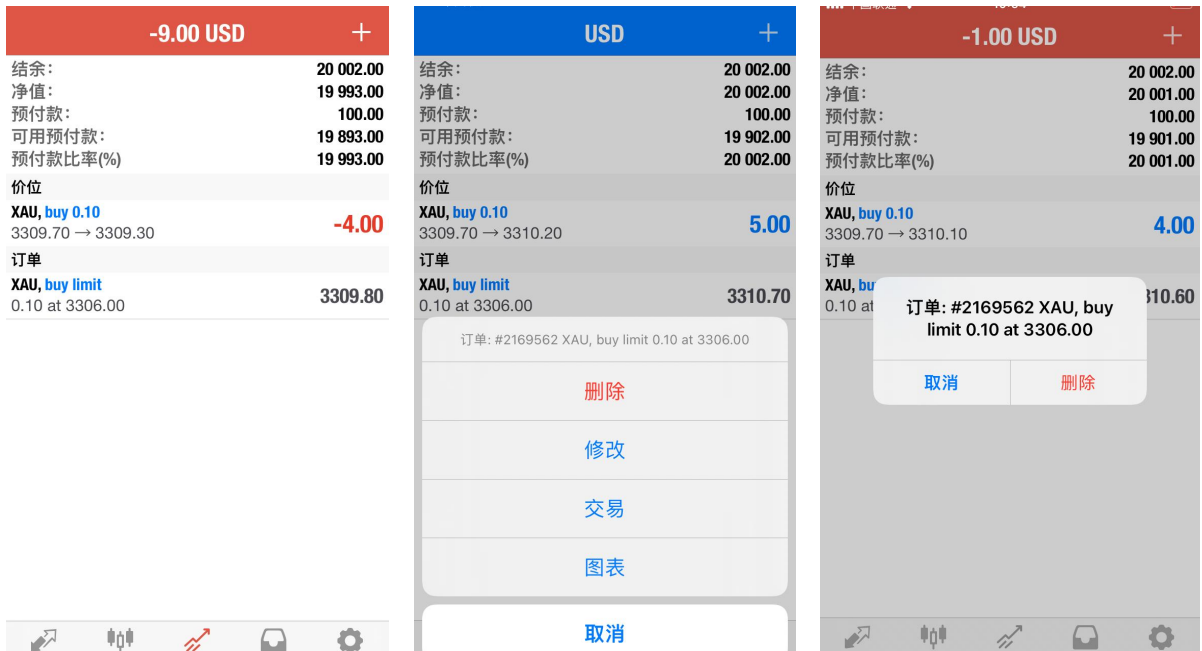 -9.00 USD
结余: 20 002.00
净值: 19 993.00
预付款: 100.00
可用预付款: 19 893.00
预付款比率(%) 19 993.00
价位
XAU, buy 0.10
3309.70 → 3309.30 -4.00
订单
XAU, buy limit
0.10 at 3306.00 3309.80
USD
结余: 20 002.00
净值: 20 002.00
预付款: 100.00
可用预付款: 19 902.00
预付款比率(%) 20 002.00
价位
XAU, buy 0.10
3309.70 → 3310.20 5.00
订单
XAU, buy limit
0.10 at 3306.00 3310.70
订单: #2169562 XAU, buy limit 0.10 at 3306.00
删除
修改
交易
图表
取消
-1.00 USD
结余: 20 002.00
净值: 20 001.00
预付款: 100.00
可用预付款: 19 901.00
预付款比率(%) 20 001.00
价位
XAU, buy 0.10
3309.70 → 3310.10 4.00
订单
XAU, bu
0.10 at 310.60
订单: #2169562 XAU, buy
limit 0.10 at 3306.00
取消 删除